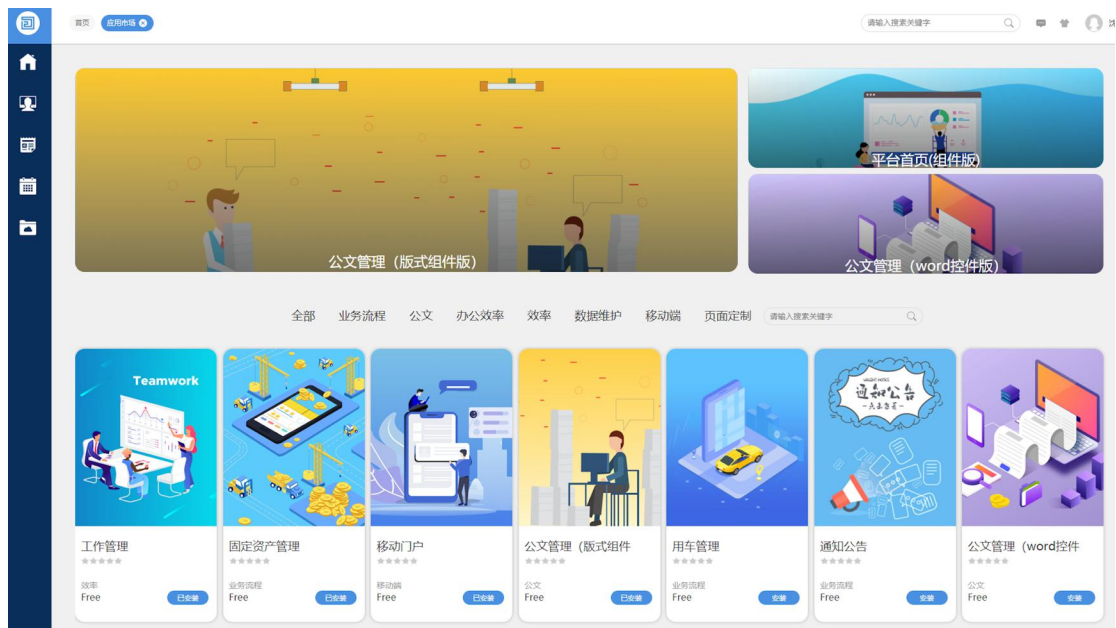 首页
应用市场
请输入搜素关键字
平台首页(组件版)
公文管理（版式组件版）
公文管理（word控件版）
全部 业务流程 公文 办公效率 效率 数据维护 移动端 页面定制 请输入搜素关键字
Teamwork
通知公告
工作管理
固定资产管理
移动门户
公文管理（版式组件
用车管理
通知公告
公文管理（word控件
效率
业务流程
移动端
公文
业务流程
业务流程
公文
Free 已安装
Free 已安装
Free 已安装
Free 已安装
Free 安装
Free 安装
Free 安装